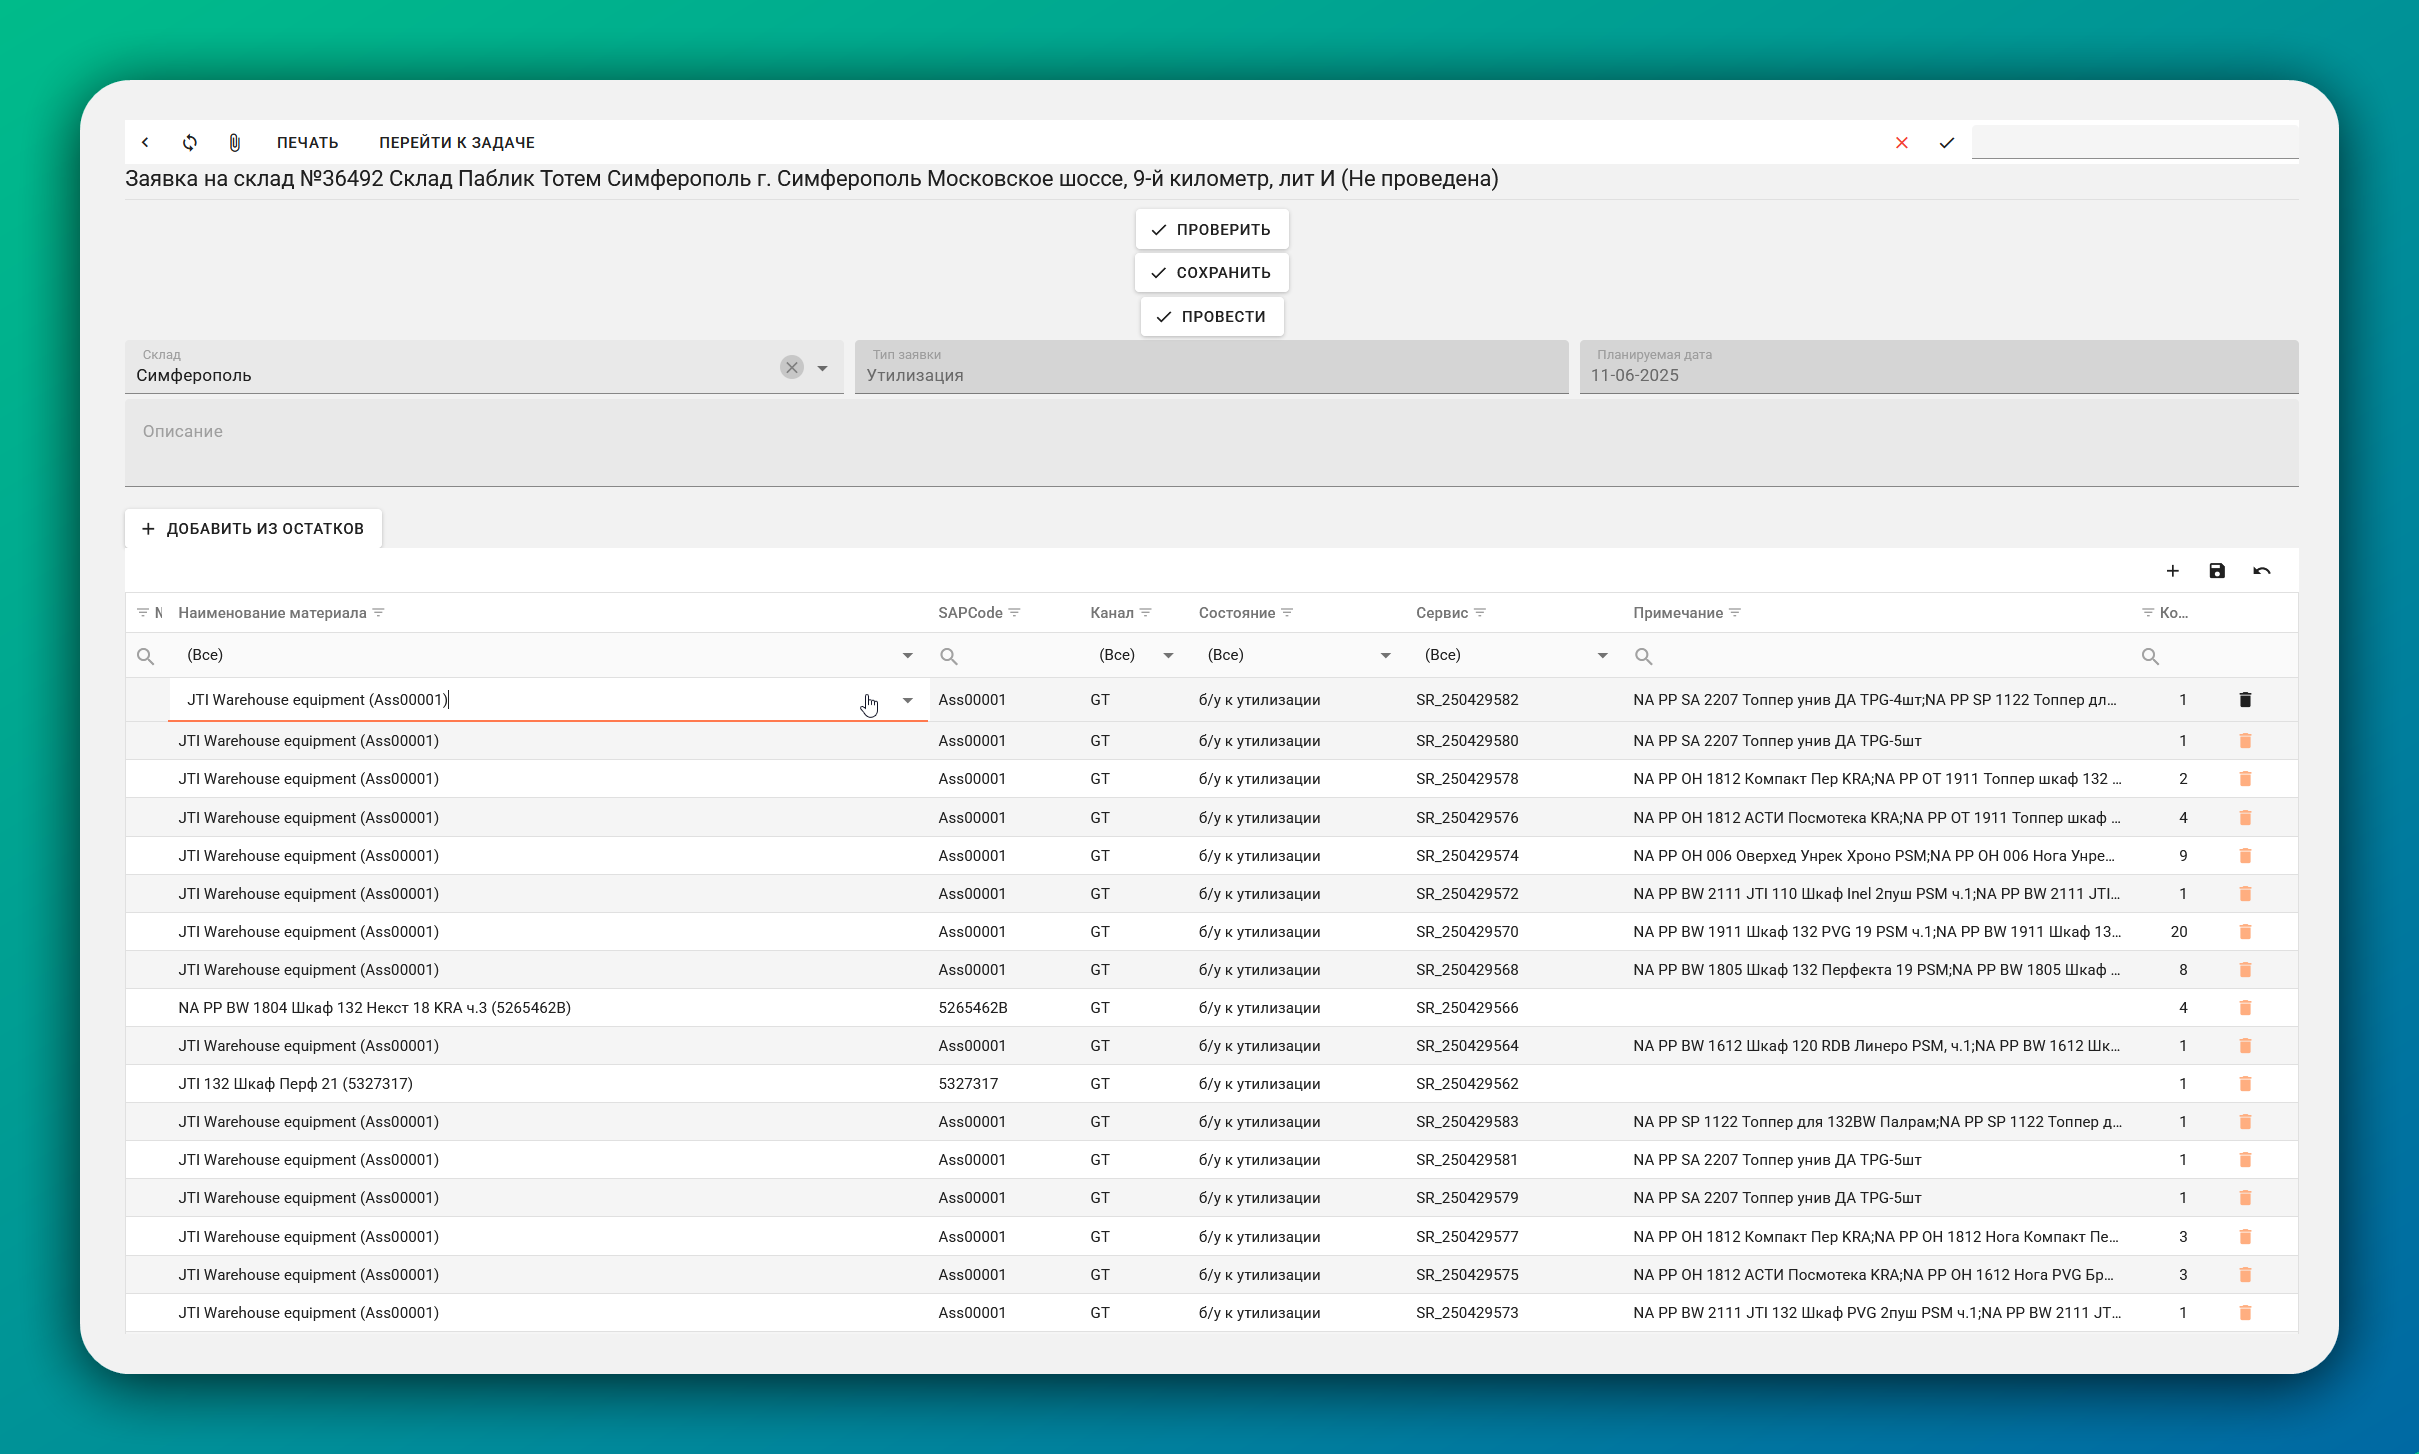 ПЕЧАТЬ ПЕРЕЙТИ К ЗАДАЧЕ
Заявка на склад №36492 Склад Паблик Тотем Симферополь г. Симферополь Московское шоссе, 9-й километр, лит И (Не проведена)
ПРОВЕРИТЬ
СОХРАНИТЬ
ПРОВЕСТИ
Склад Тип заявки Планируемая дата
Симферополь Утилизация 11-06-2025
Описание
ДОБАВИТЬ ИЗ ОСТАТКОВ
Наименование материала SAPCode Канал Состояние Сервис Примечание Ко...
(Все) (Все) (Все) (Все)
JTI Warehouse equipment (Ass00001) Ass00001 GT б/у к утилизации SR_250429582 NA PP SA 2207 Топпер унив ДА TPG-4шт;NA PP SP 1122 Топпер дл... 1
JTI Warehouse equipment (Ass00001) Ass00001 GT б/у к утилизации SR_250429580 NA PP SA 2207 Топпер унив ДА TPG-5шт 1
JTI Warehouse equipment (Ass00001) Ass00001 GT б/у к утилизации SR_250429578 NA PP OH 1812 Компакт Пер KRA;NA PP OT 1911 Топпер шкаф 132 ... 2
JTI Warehouse equipment (Ass00001) Ass00001 GT б/у к утилизации SR_250429576 NA PP OH 1812 АСТИ Посмотека KRA;NA PP OT 1911 Топпер шкаф ... 4
JTI Warehouse equipment (Ass00001) Ass00001 GT б/у к утилизации SR_250429574 NA PP OH 006 Оверхед Унрек Хроно PSM;NA PP OH 006 Нога Унре... 9
JTI Warehouse equipment (Ass00001) Ass00001 GT б/у к утилизации SR_250429572 NA PP BW 2111 JTI 110 Шкаф Inel 2пуш PSM ч.1;NA PP BW 2111 JTI... 1
JTI Warehouse equipment (Ass00001) Ass00001 GT б/у к утилизации SR_250429570 NA PP BW 1911 Шкаф 132 PVG 19 PSM ч.1;NA PP BW 1911 Шкаф 13... 20
JTI Warehouse equipment (Ass00001) Ass00001 GT б/у к утилизации SR_250429568 NA PP BW 1805 Шкаф 132 Перфекта 19 PSM;NA PP BW 1805 Шкаф ... 8
NA PP BW 1804 Шкаф 132 Некст 18 KRA ч.3 (5265462B) 5265462B GT б/у к утилизации SR_250429566 4
JTI Warehouse equipment (Ass00001) Ass00001 GT б/у к утилизации SR_250429564 NA PP BW 1612 Шкаф 120 RDB Линеро PSM, ч.1;NA PP BW 1612 Шк... 1
JTI 132 Шкаф Перф 21 (5327317) 5327317 GT б/у к утилизации SR_250429562 1
JTI Warehouse equipment (Ass00001) Ass00001 GT б/у к утилизации SR_250429583 NA PP SP 1122 Топпер для 132BW Палрам;NA PP SP 1122 Топпер д... 1
JTI Warehouse equipment (Ass00001) Ass00001 GT б/у к утилизации SR_250429581 NA PP SA 2207 Топпер унив ДА TPG-5шт 1
JTI Warehouse equipment (Ass00001) Ass00001 GT б/у к утилизации SR_250429579 NA PP SA 2207 Топпер унив ДА TPG-5шт 1
JTI Warehouse equipment (Ass00001) Ass00001 GT б/у к утилизации SR_250429577 NA PP OH 1812 Компакт Пер KRA;NA PP OH 1812 Нога Компакт Пе... 3
JTI Warehouse equipment (Ass00001) Ass00001 GT б/у к утилизации SR_250429575 NA PP OH 1812 АСТИ Посмотека KRA;NA PP OH 1612 Нога PVG Бр... 3
JTI Warehouse equipment (Ass00001) Ass00001 GT б/у к утилизации SR_250429573 NA PP BW 2111 JTI 132 Шкаф PVG 2пуш PSM ч.1;NA PP BW 2111 JT... 1